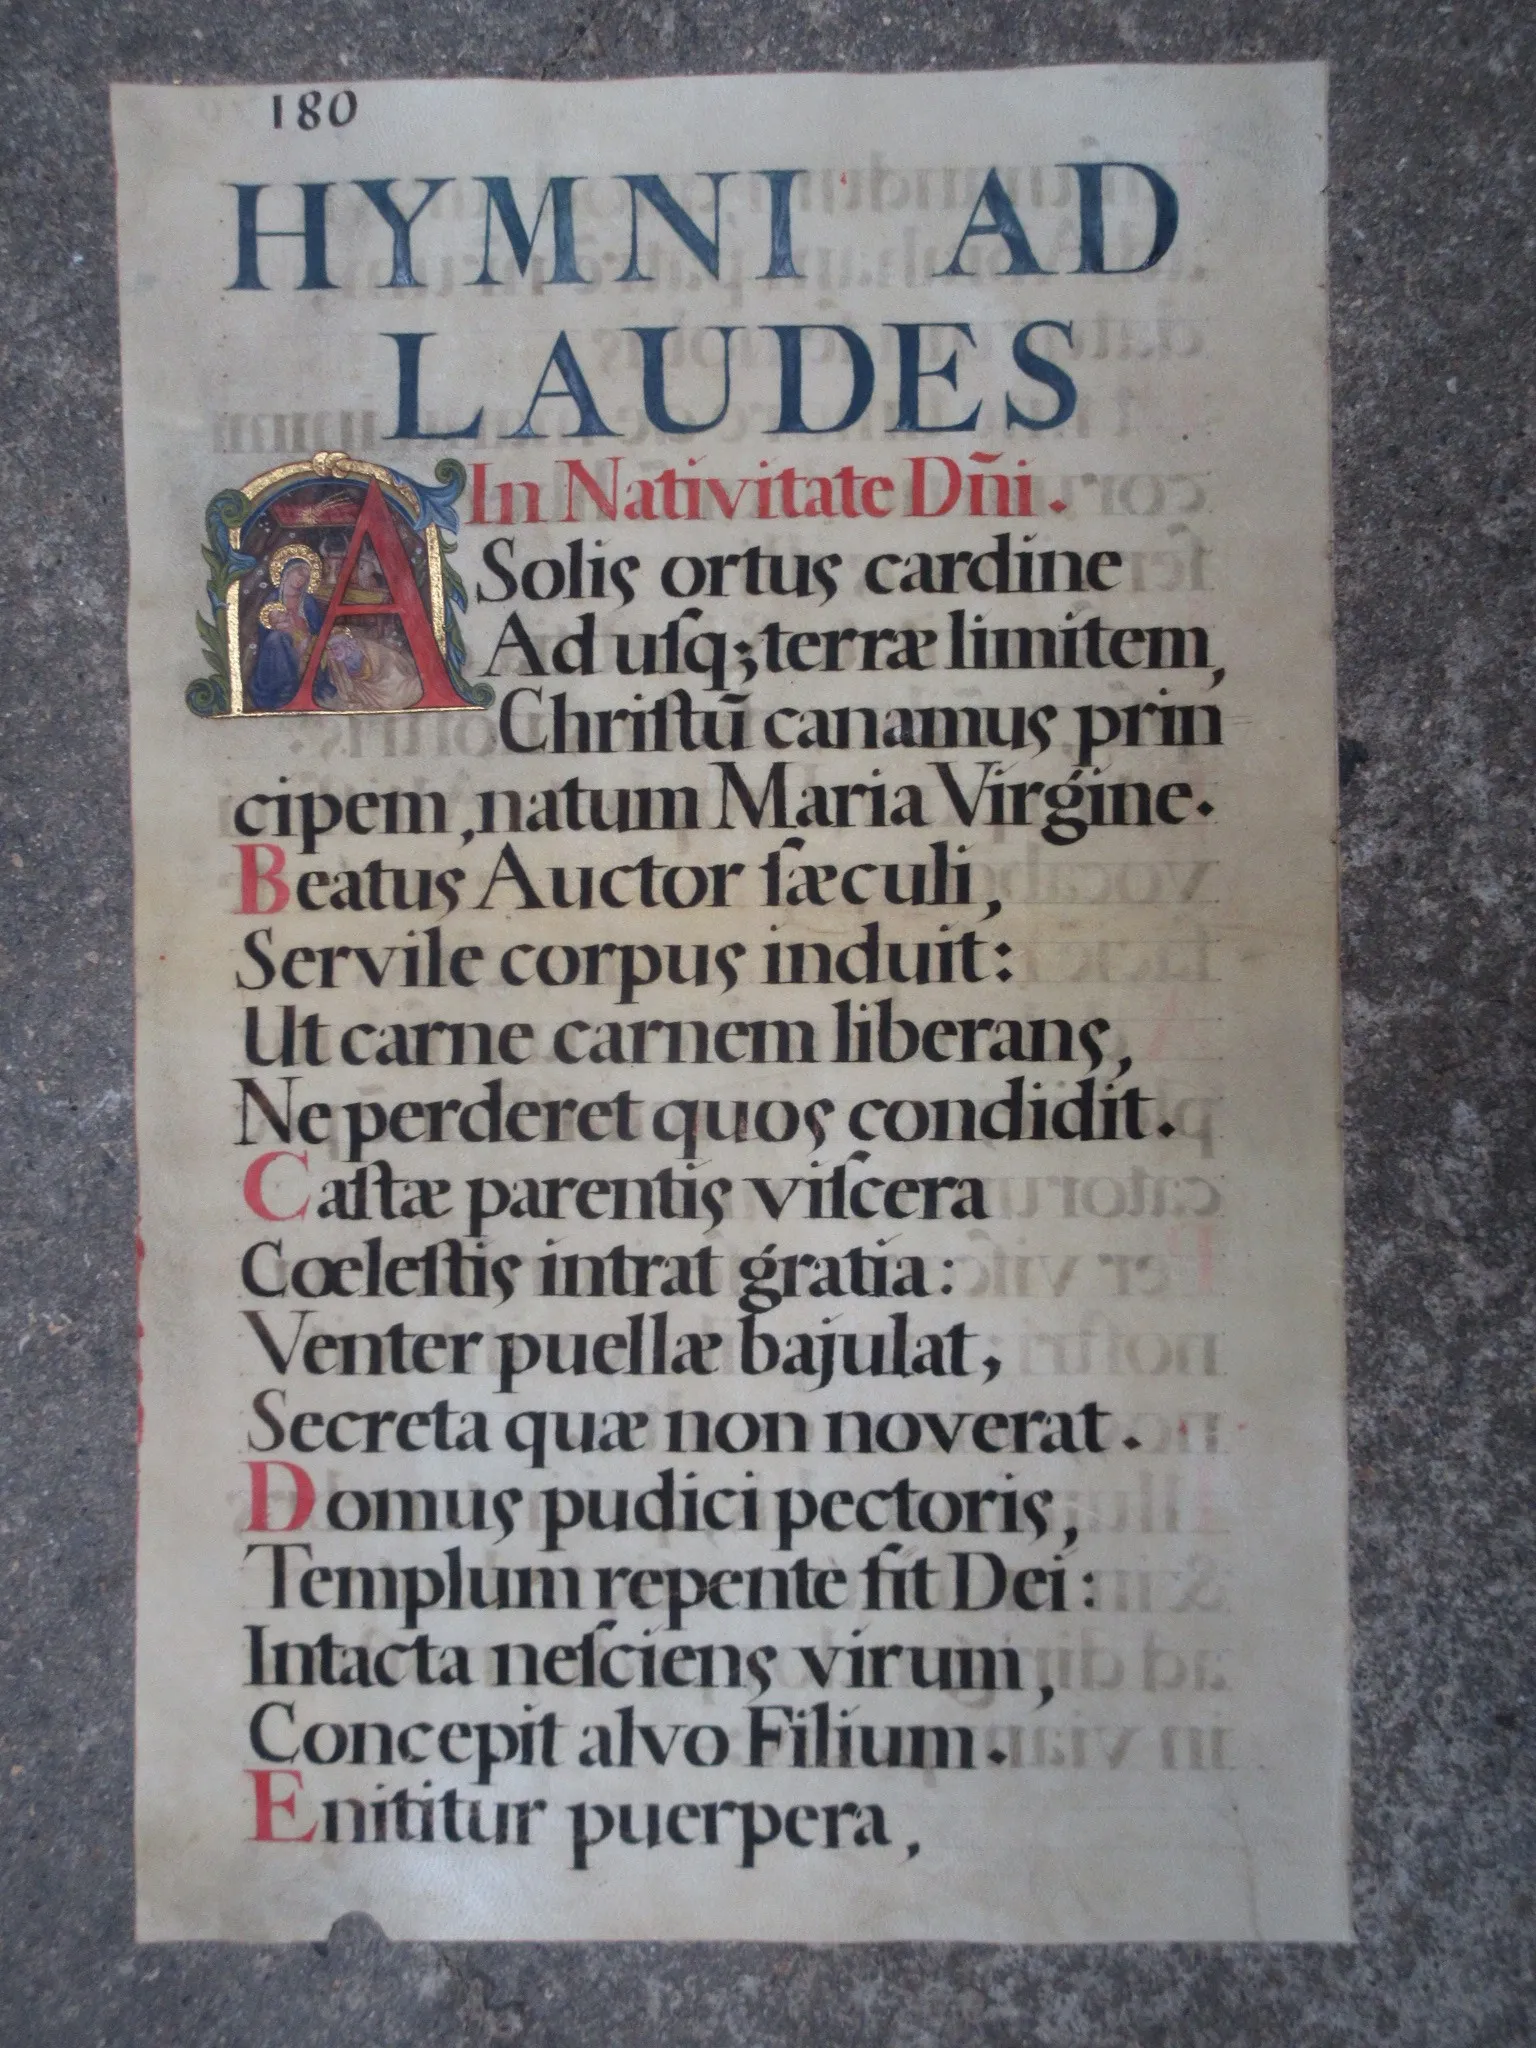 180
HYMNI AD
LAUDES
In Nativitate Dñi.
A Solis ortus cardine
Ad uſq;terræ limitem,
Chriſtũ canamus prin
cipem, natum Maria Virgine.
Beatus Auctor ſæculi,
Servile corpus induit:
Ut carne carnem liberans,
Ne perderet quos condidit.
Caſtæ parentis viſcera
Cœleſtis intrat gratia:
Venter puellæ bajulat;
Secreta quæ non noverat.
Domus pudici pectoris,
Templum repente fit Dei:
Intacta neſciens virum,
Concepit alvo Filium.
Enititur puerpera,